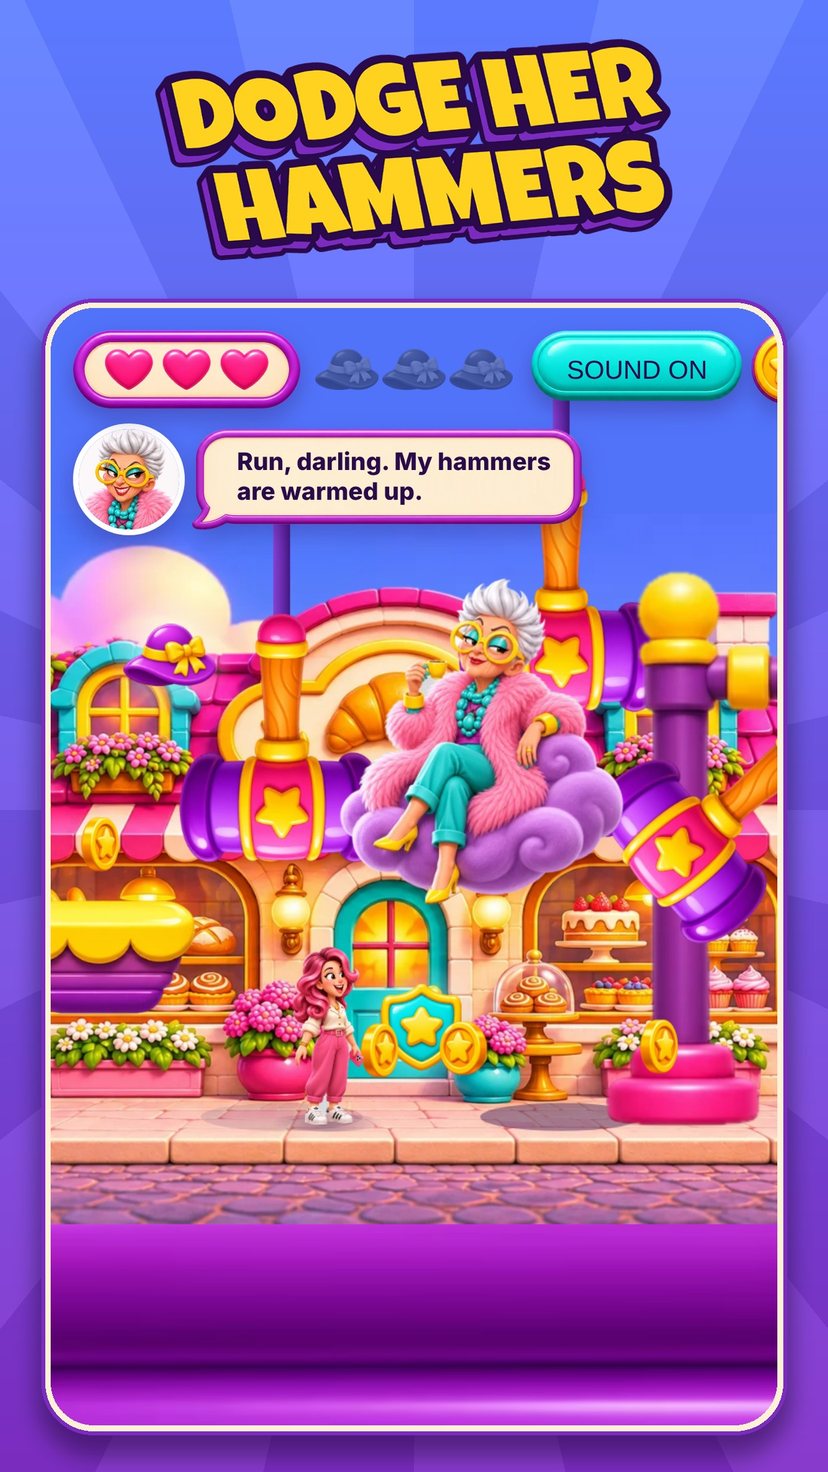 DODGE HER
HAMMERS
SOUND ON
Run, darling. My hammers
are warmed up.